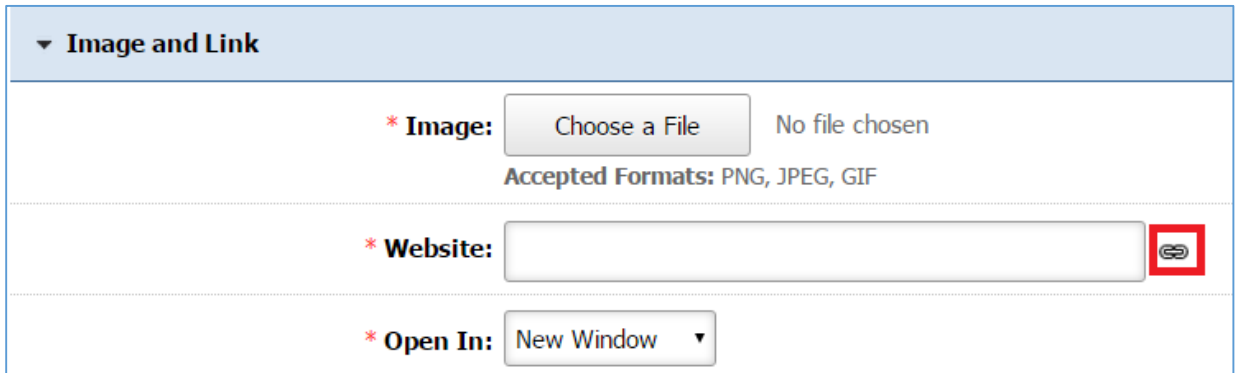 Image and Link
* Image: Choose a File No file chosen
Accepted Formats: PNG, JPEG, GIF
* Website:
* Open In: New Window